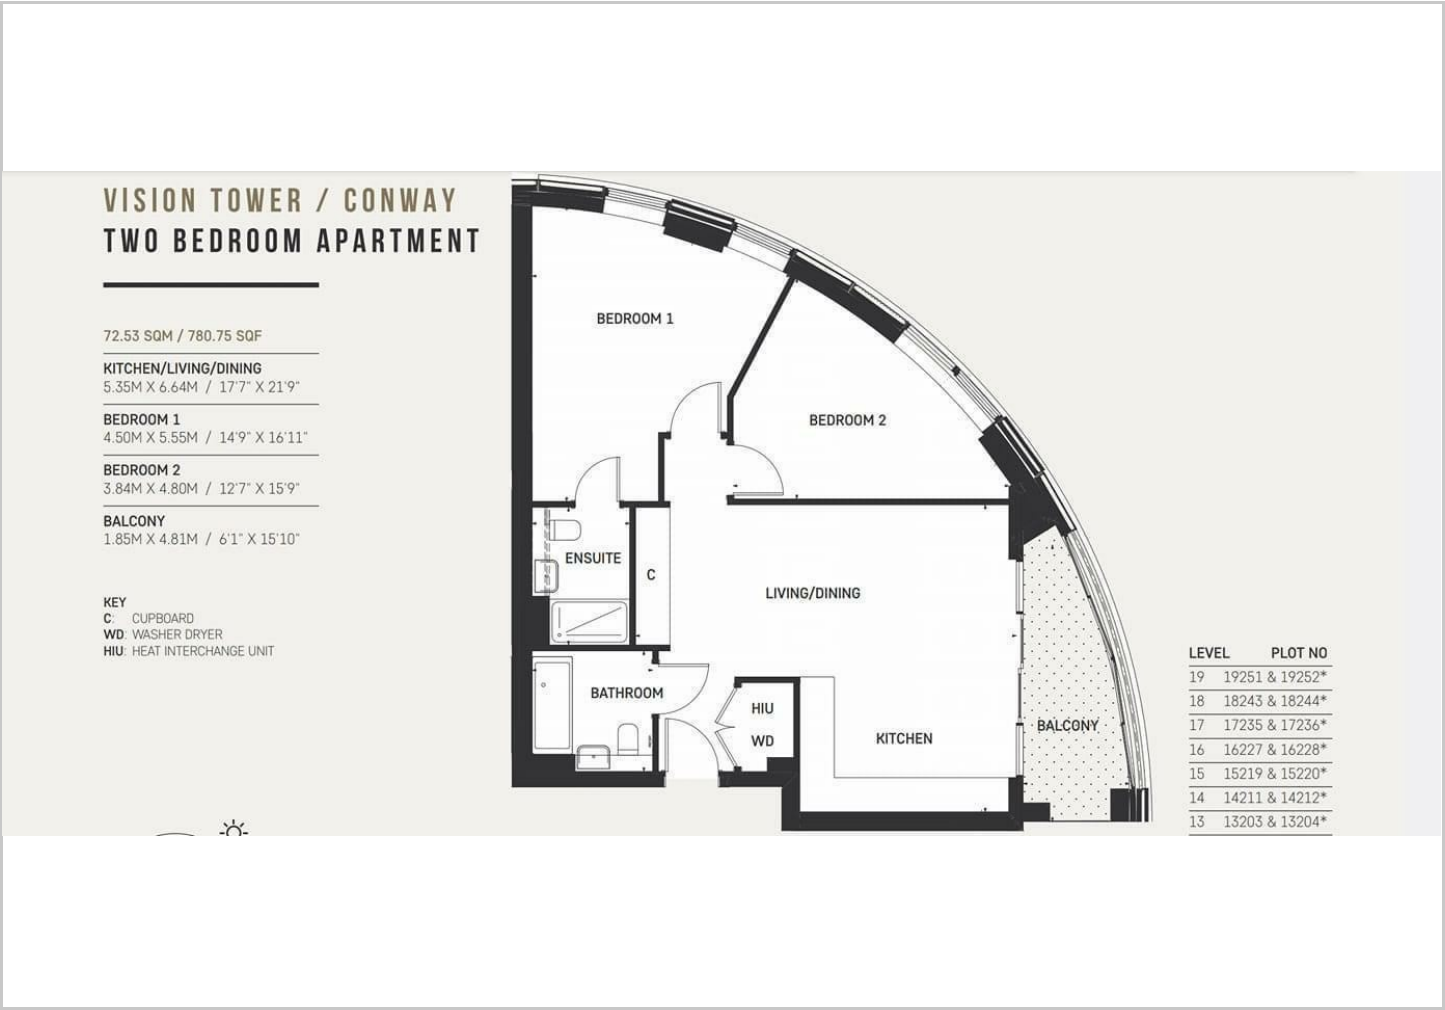 VISION TOWER / CONWAY
TWO BEDROOM APARTMENT
72.53 SQM / 780.75 SQF
KITCHEN/LIVING/DINING
5.35M X 6.64M / 17'7" X 21'9"
BEDROOM 1
4.50M X 5.55M / 14'9" X 16'11"
BEDROOM 2
3.84M X 4.80M / 12'7" X 15'9"
BALCONY
1.85M X 4.81M / 6'1" X 15'10"
KEY
C: CUPBOARD
WD: WASHER DRYER
HIU: HEAT INTERCHANGE UNIT
BEDROOM 1
BEDROOM 2
ENSUITE
C
LIVING/DINING
BATHROOM
HIU
WD
KITCHEN
BALCONY
LEVEL PLOT NO
19 19251 & 19252*
18 18243 & 18244*
17 17235 & 17236*
16 16227 & 16228*
15 15219 & 15220*
14 14211 & 14212*
13 13203 & 13204*